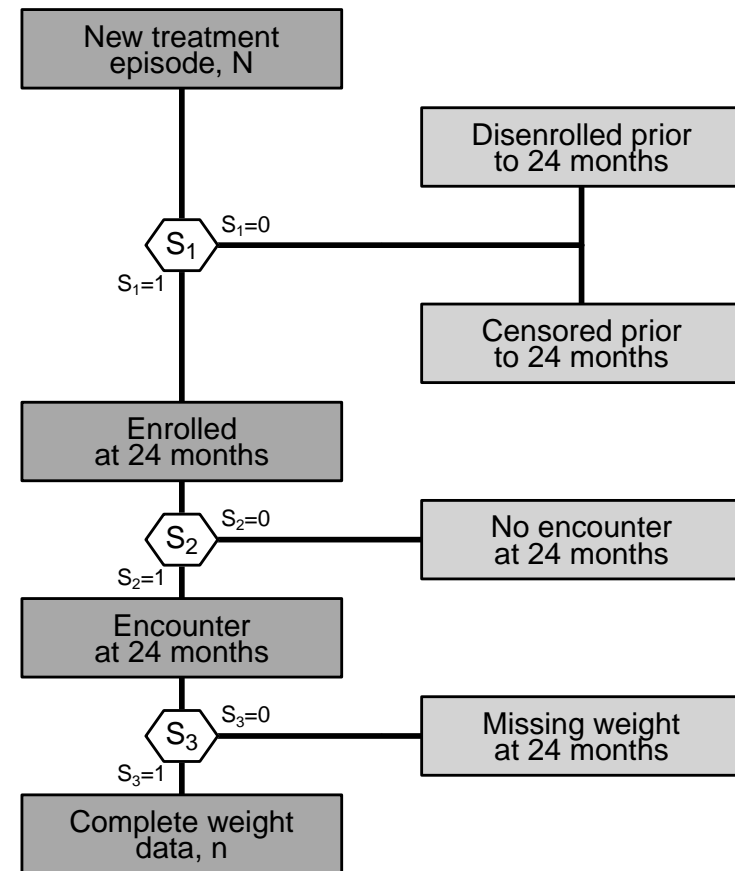 New treatment
episode, N
Disenrolled prior
to 24 months
S₁
S₁=0
S₁=1
Censored prior
to 24 months
Enrolled
at 24 months
S₂
S₂=0
S₂=1
No encounter
at 24 months
Encounter
at 24 months
S₃
S₃=0
S₃=1
Missing weight
at 24 months
Complete weight
data, n